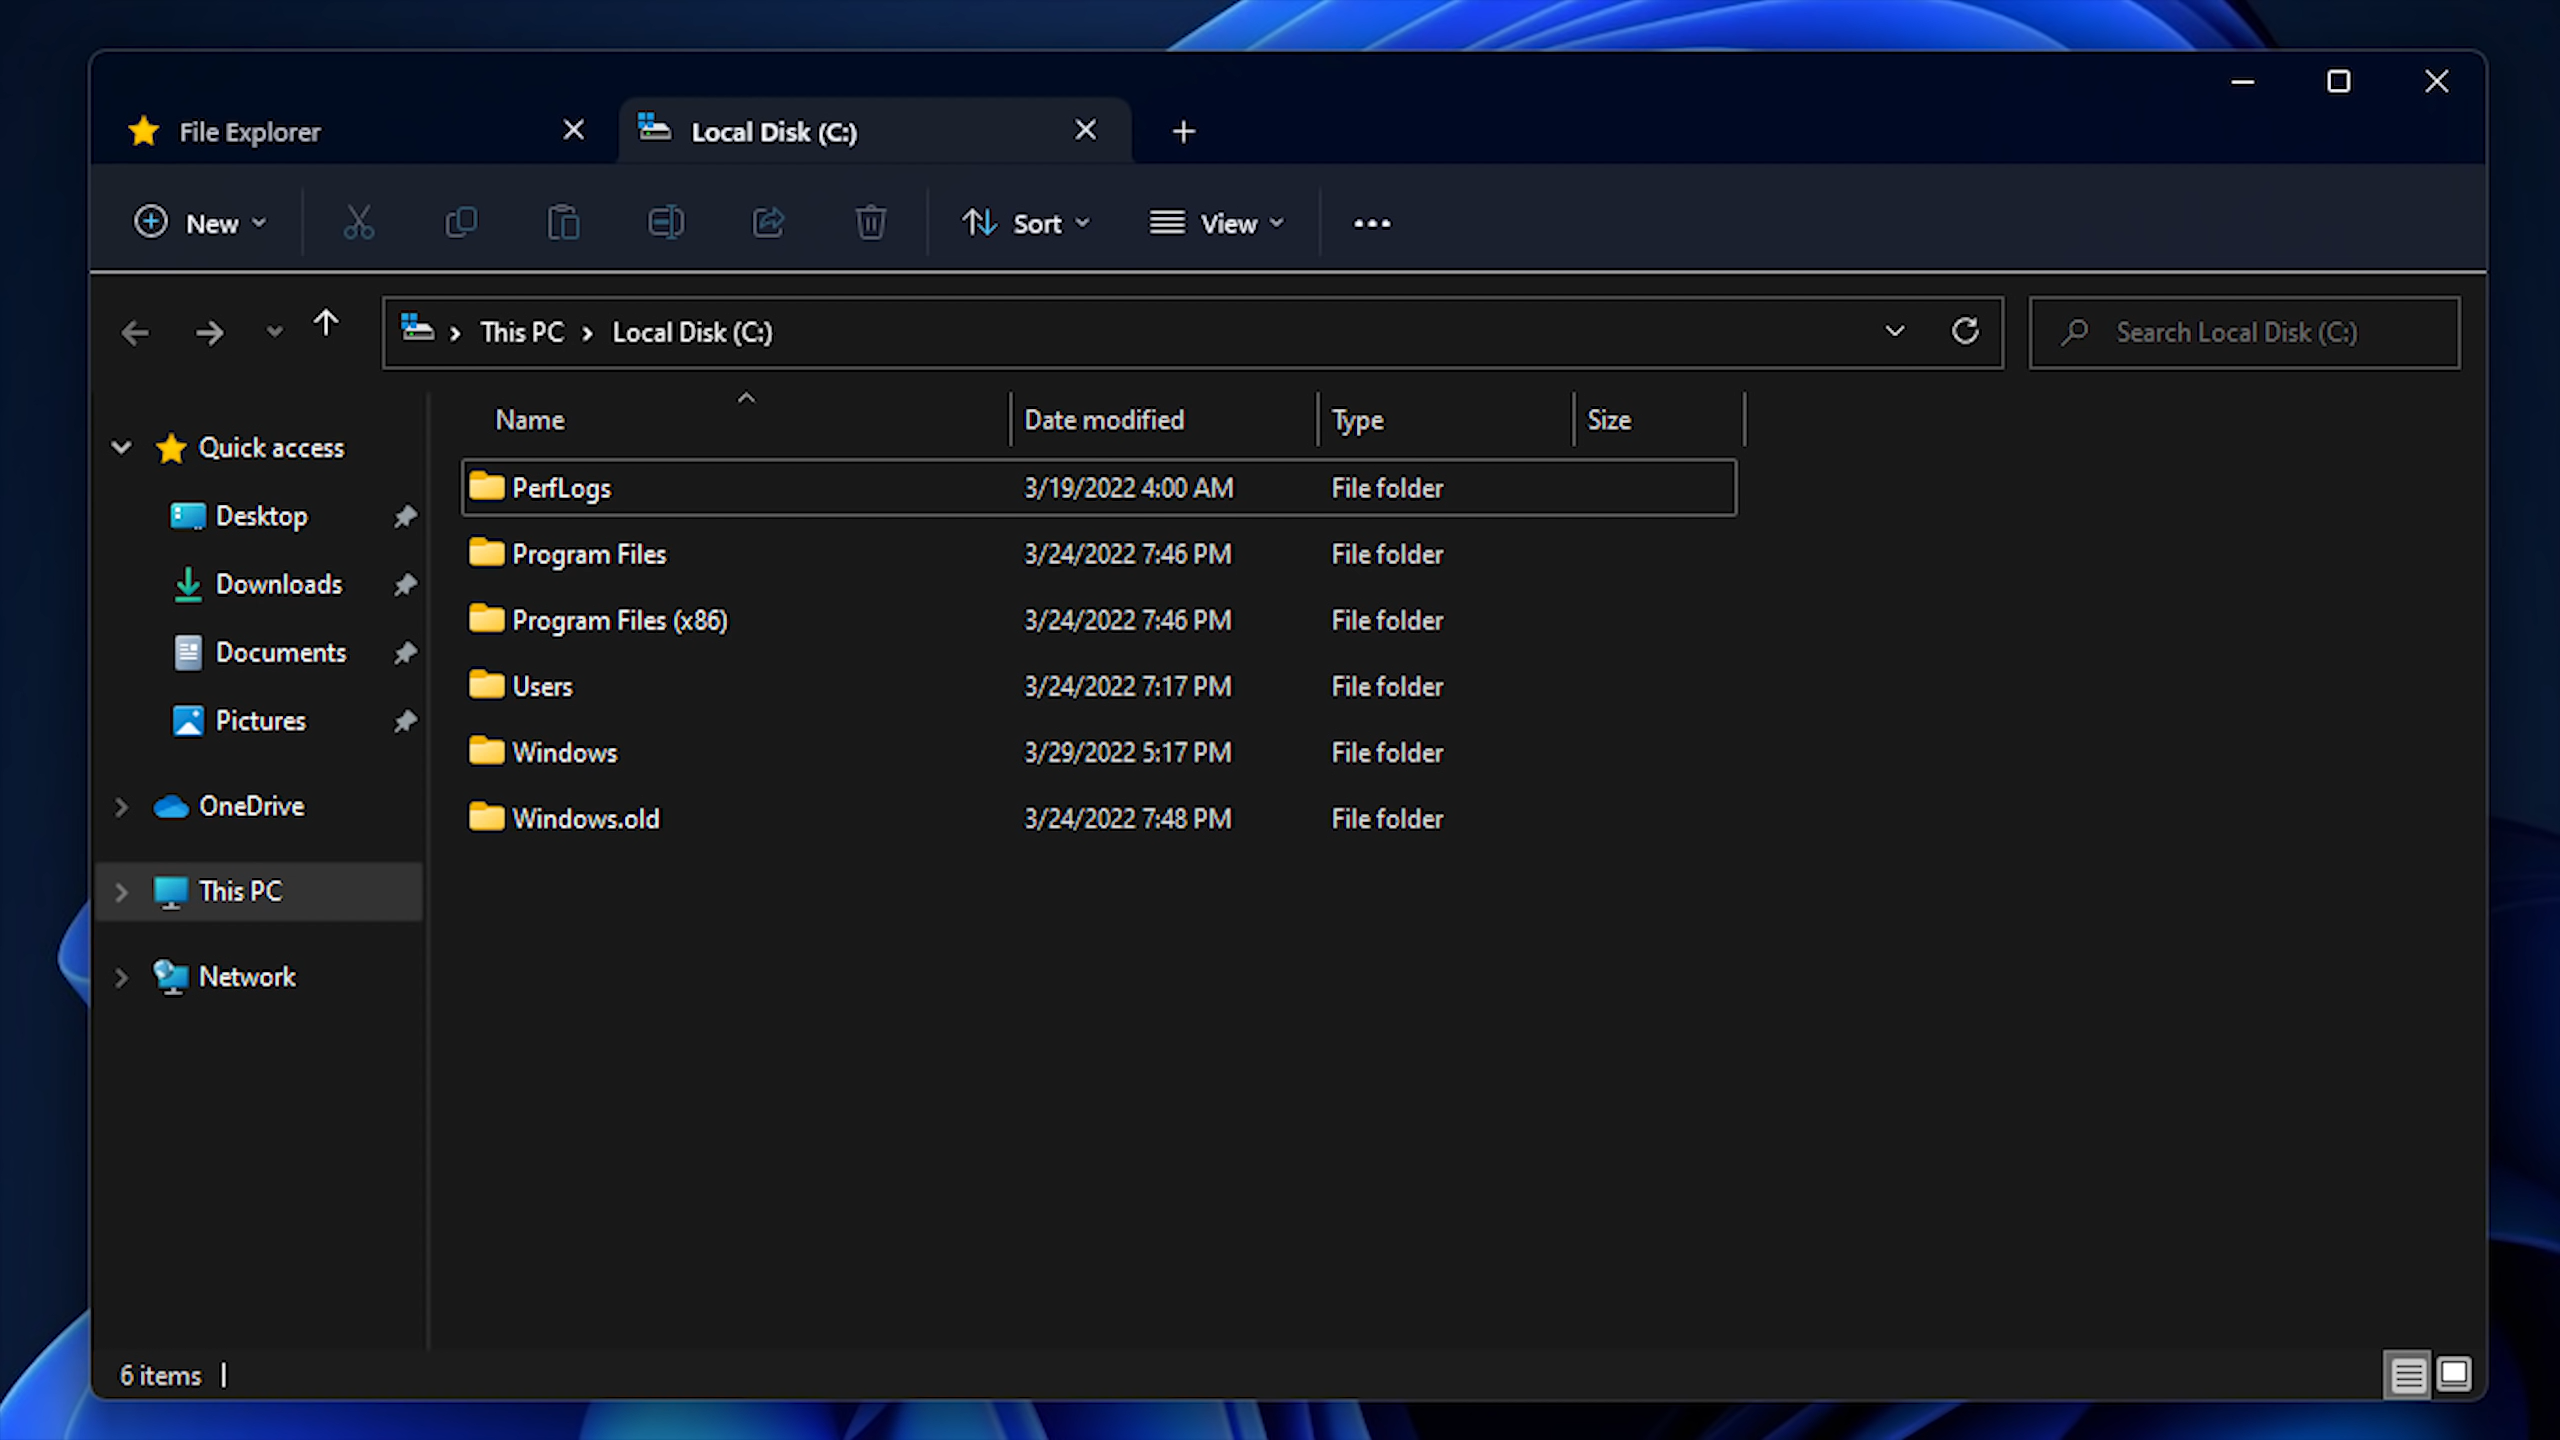 File Explorer
Local Disk (C:)
New
Sort
View
This PC
Local Disk (C:)
Search Local Disk (C:)
Name
Date modified
Type
Size
Quick access
Desktop
Downloads
Documents
Pictures
OneDrive
This PC
Network
PerfLogs 3/19/2022 4:00 AM File folder
Program Files 3/24/2022 7:46 PM File folder
Program Files (x86) 3/24/2022 7:46 PM File folder
Users 3/24/2022 7:17 PM File folder
Windows 3/29/2022 5:17 PM File folder
Windows.old 3/24/2022 7:48 PM File folder
6 items